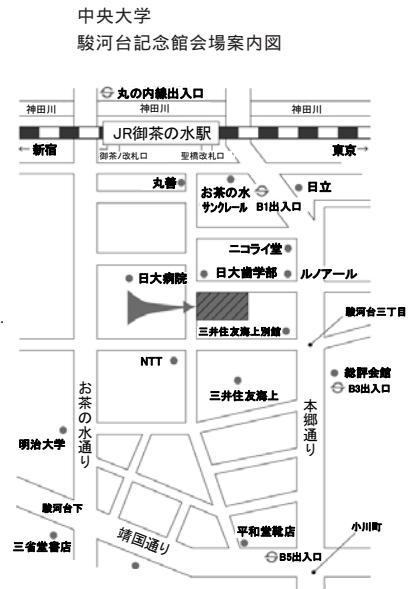 中央大学
駿河台記念館会場案内図
丸の内線出入口
神田川
神田川
神田川
JR御茶の水駅
←新宿
東京→
御茶ノ改札口
聖橋改札口
丸善
お茶の水
サンクレール
B1出入口
日立
ニコライ堂
日大病院
日大歯学部
ルノアール
駿河台三丁目
三井住友海上別館
NTT
三井住友海上
総評会館
B3出入口
お茶の水通り
本郷通り
明治大学
駿河台下
靖国通り
平和堂靴店
小川町
三省堂書店
B5出入口